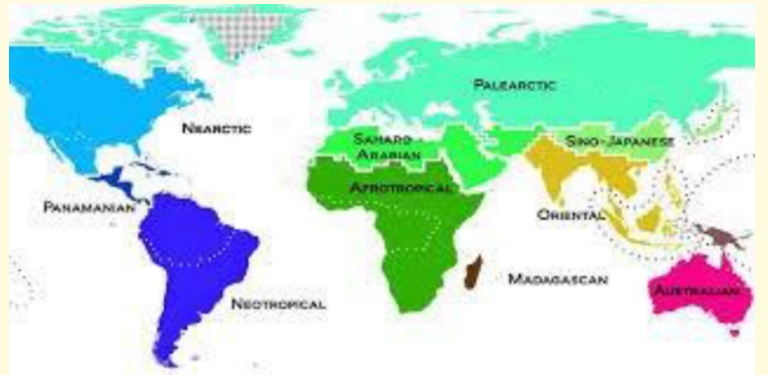 PALEARCTIC
NEARCTIC
SAHARO-
ARABIAN
SINO-JAPANESE
AFROTROPICAL
PANAMANIAN
ORIENTAL
MADAGASCAN
AUSTRALIAN
NEOTROPICAL